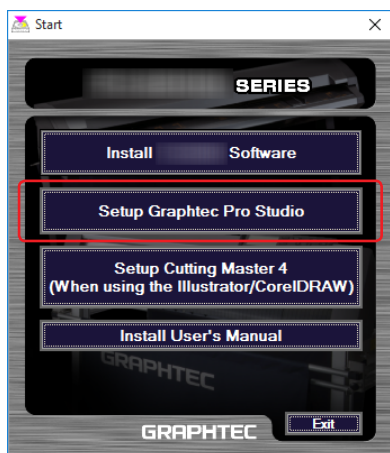 Start
SERIES
Install Software
Setup Graphtec Pro Studio
Setup Cutting Master 4
(When using the Illustrator/CorelDRAW)
Install User's Manual
GRAPHTEC
Exit
GRAPHTEC